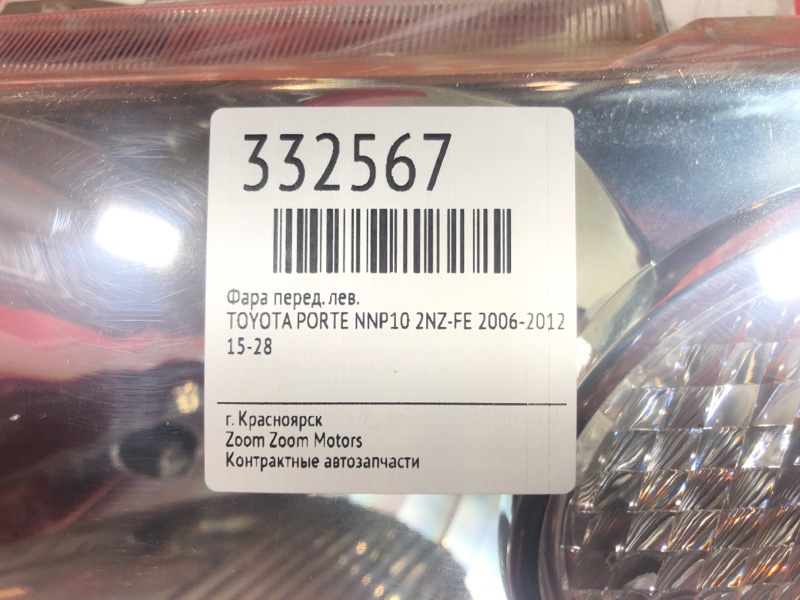 332567
Фара перед. лев.
TOYOTA PORTE NNP10 2NZ-FE 2006-2012
15-28
г. Красноярск
Zoom Zoom Motors
Контрактные автозапчасти